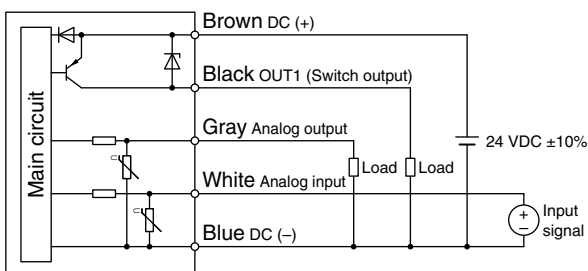 Brown DC (+)
Black OUT1 (Switch output)
Main circuit
Gray Analog output
24 VDC ±10%
Load
Load
White Analog input
Input
signal
+
−
Blue DC (−)